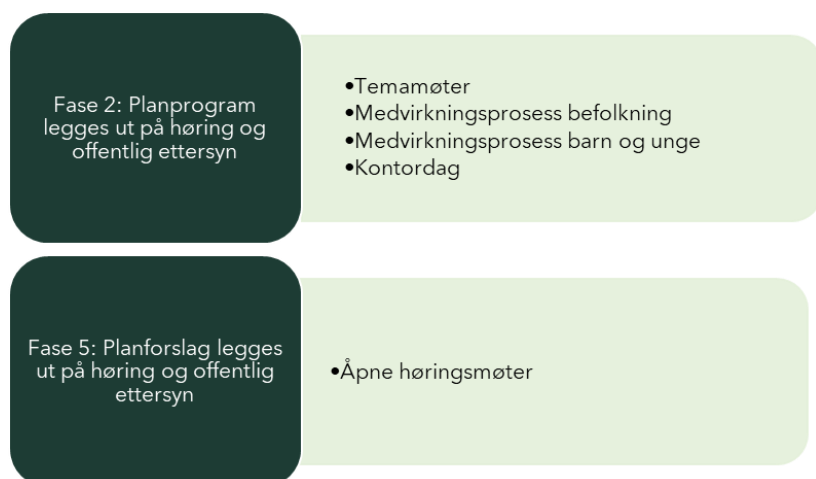 Fase 2: Planprogram
legges ut på høring og
offentlig ettersyn
•Temamøter
•Medvirkningsprosess befolkning
•Medvirkningsprosess barn og unge
•Kontordag
Fase 5: Planforslag legges
ut på høring og offentlig
ettersyn
•Åpne høringsmøter